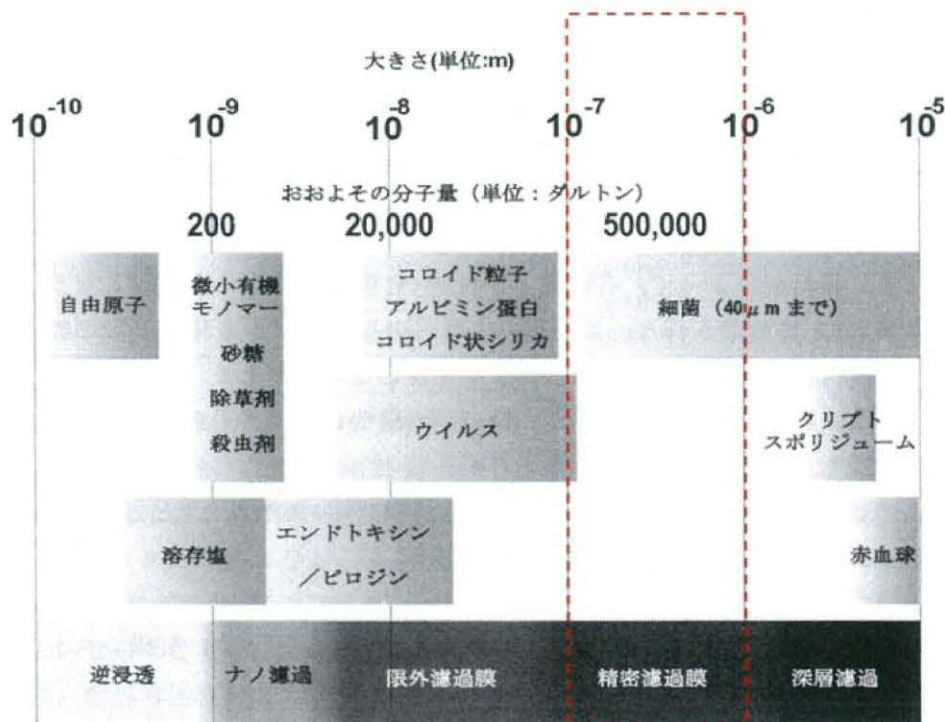 大きさ(単位:m)
10⁻¹⁰ 10⁻⁹ 10⁻⁸ 10⁻⁷ 10⁻⁶ 10⁻⁵
おおよその分子量（単位：ダルトン）
200 20,000 500,000
自由原子
微小有機
モノマー
砂糖
除草剤
殺虫剤
コロイド粒子
アルビミン蛋白
コロイド状シリカ
細菌（40μmまで）
ウイルス
クリプト
スポリジューム
溶存塩
エンドトキシン
／ピロジン
赤血球
逆浸透 ナノ濾過 限外濾過膜 精密濾過膜 深層濾過